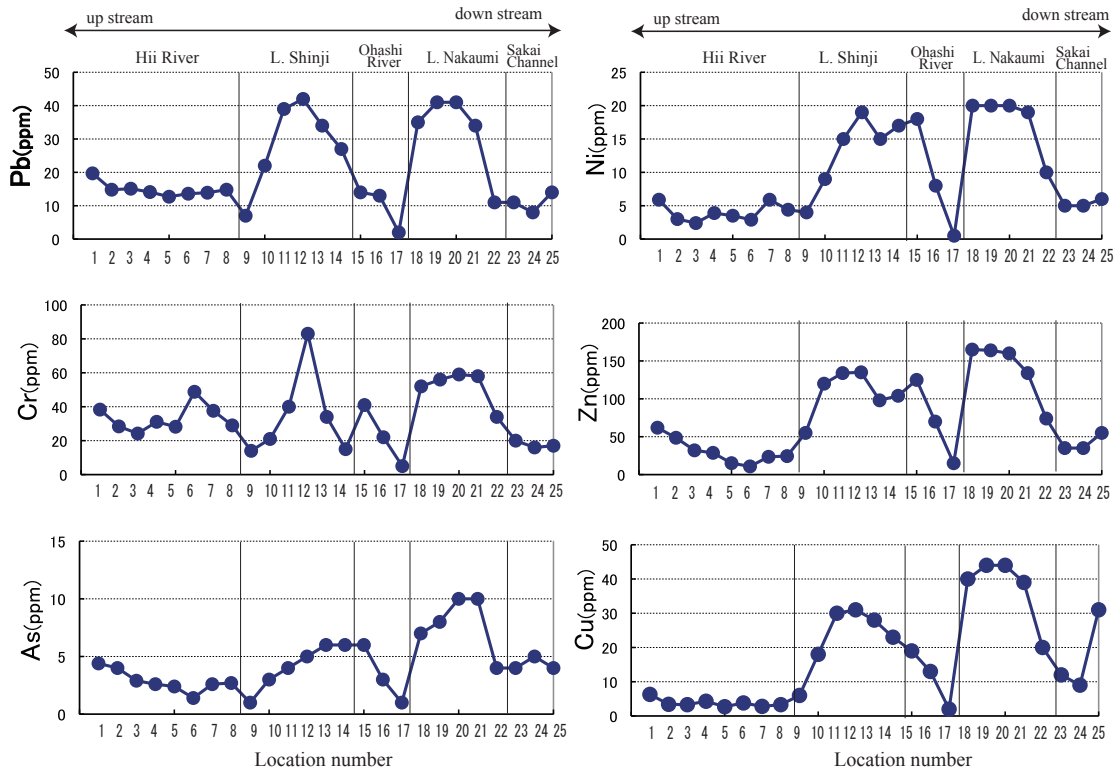 up stream down stream
Hii River L. Shinji Ohashi River L. Nakaumi Sakai Channel
Pb(ppm)
50
40
30
20
10
0
1 2 3 4 5 6 7 8 9 10 11 12 13 14 15 16 17 18 19 20 21 22 23 24 25
up stream down stream
Hii River L. Shinji Ohashi River L. Nakaumi Sakai Channel
Ni(ppm)
25
20
15
10
5
0
1 2 3 4 5 6 7 8 9 10 11 12 13 14 15 16 17 18 19 20 21 22 23 24 25
Cr(ppm)
100
80
60
40
20
0
1 2 3 4 5 6 7 8 9 10 11 12 13 14 15 16 17 18 19 20 21 22 23 24 25
Zn(ppm)
200
150
100
50
0
1 2 3 4 5 6 7 8 9 10 11 12 13 14 15 16 17 18 19 20 21 22 23 24 25
As(ppm)
15
10
5
0
1 2 3 4 5 6 7 8 9 10 11 12 13 14 15 16 17 18 19 20 21 22 23 24 25
Location number
Cu(ppm)
50
40
30
20
10
0
1 2 3 4 5 6 7 8 9 10 11 12 13 14 15 16 17 18 19 20 21 22 23 24 25
Location number